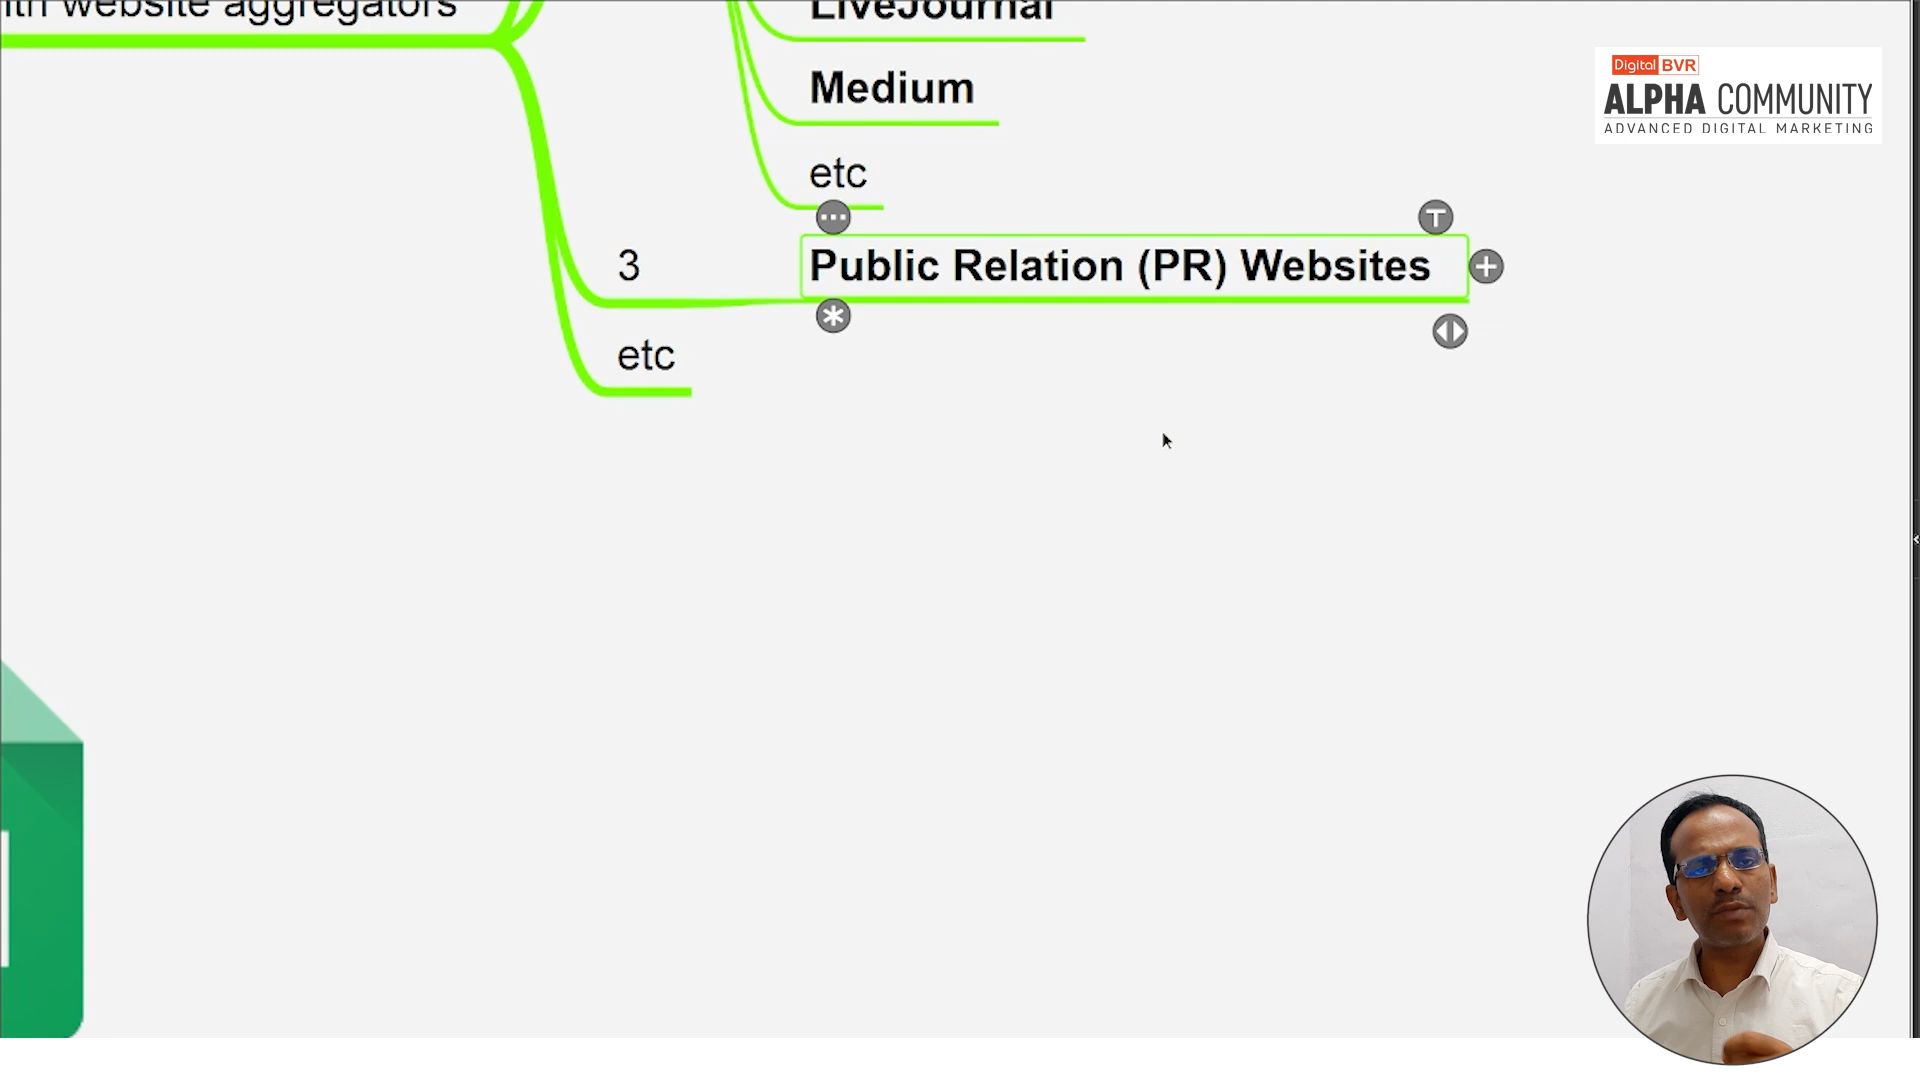 ith website aggregators
LiveJournal
Medium
etc
3
Public Relation (PR) Websites
etc
Digital BVR
ALPHA COMMUNITY
ADVANCED DIGITAL MARKETING